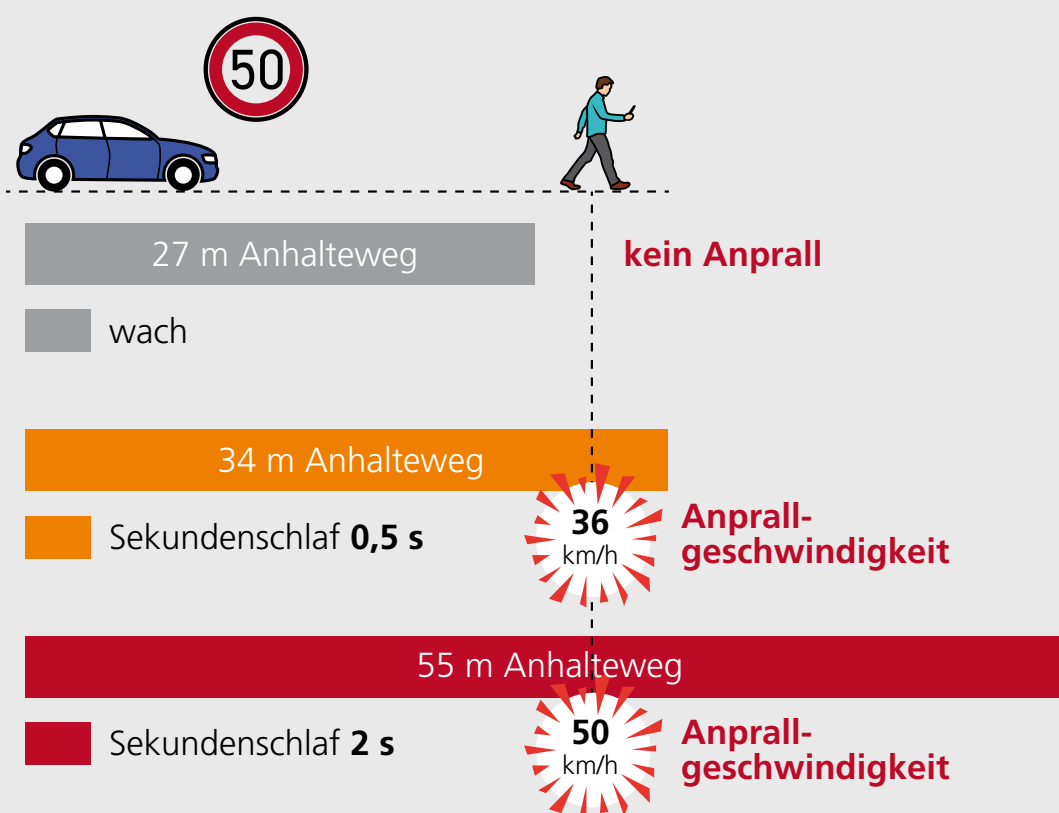 50
27 m Anhalteweg
kein Anprall
wach
34 m Anhalteweg
Sekundenschlaf 0,5 s
36
km/h
Anprall-
geschwindigkeit
55 m Anhalteweg
Sekundenschlaf 2 s
50
km/h
Anprall-
geschwindigkeit